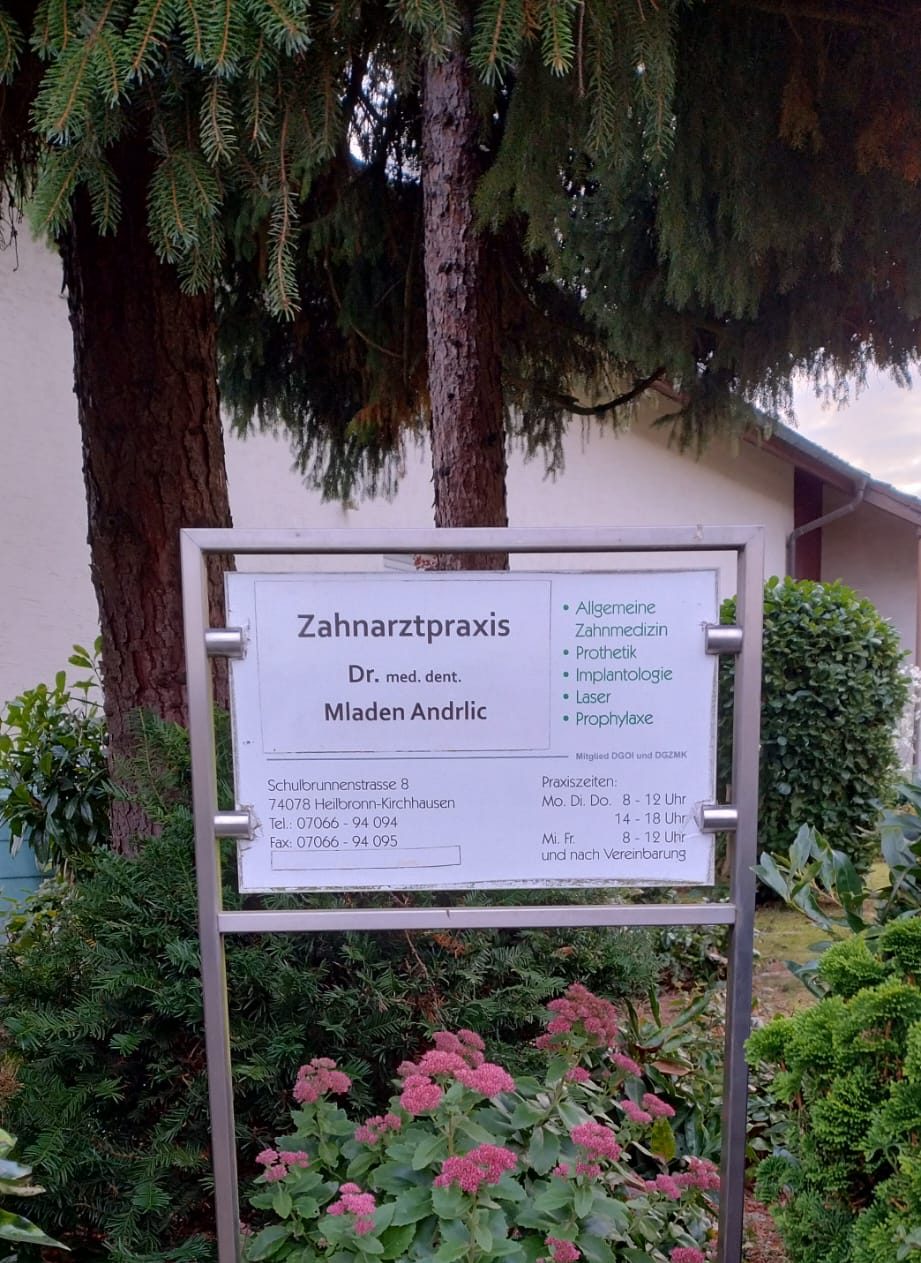 Zahnarztpraxis
Dr. med. dent.
Mladen Andrlic
• Allgemeine
Zahnmedizin
• Prothetik
• Implantologie
• Laser
• Prophylaxe
Mitglied DGOI und DGZMK
Schulbrunnenstrasse 8
74078 Heilbronn-Kirchhausen
Tel.: 07066 - 94 094
Fax: 07066 - 94 095
Praxiszeiten:
Mo. Di. Do. 8 - 12 Uhr
14 - 18 Uhr
Mi. Fr. 8 - 12 Uhr
und nach Vereinbarung